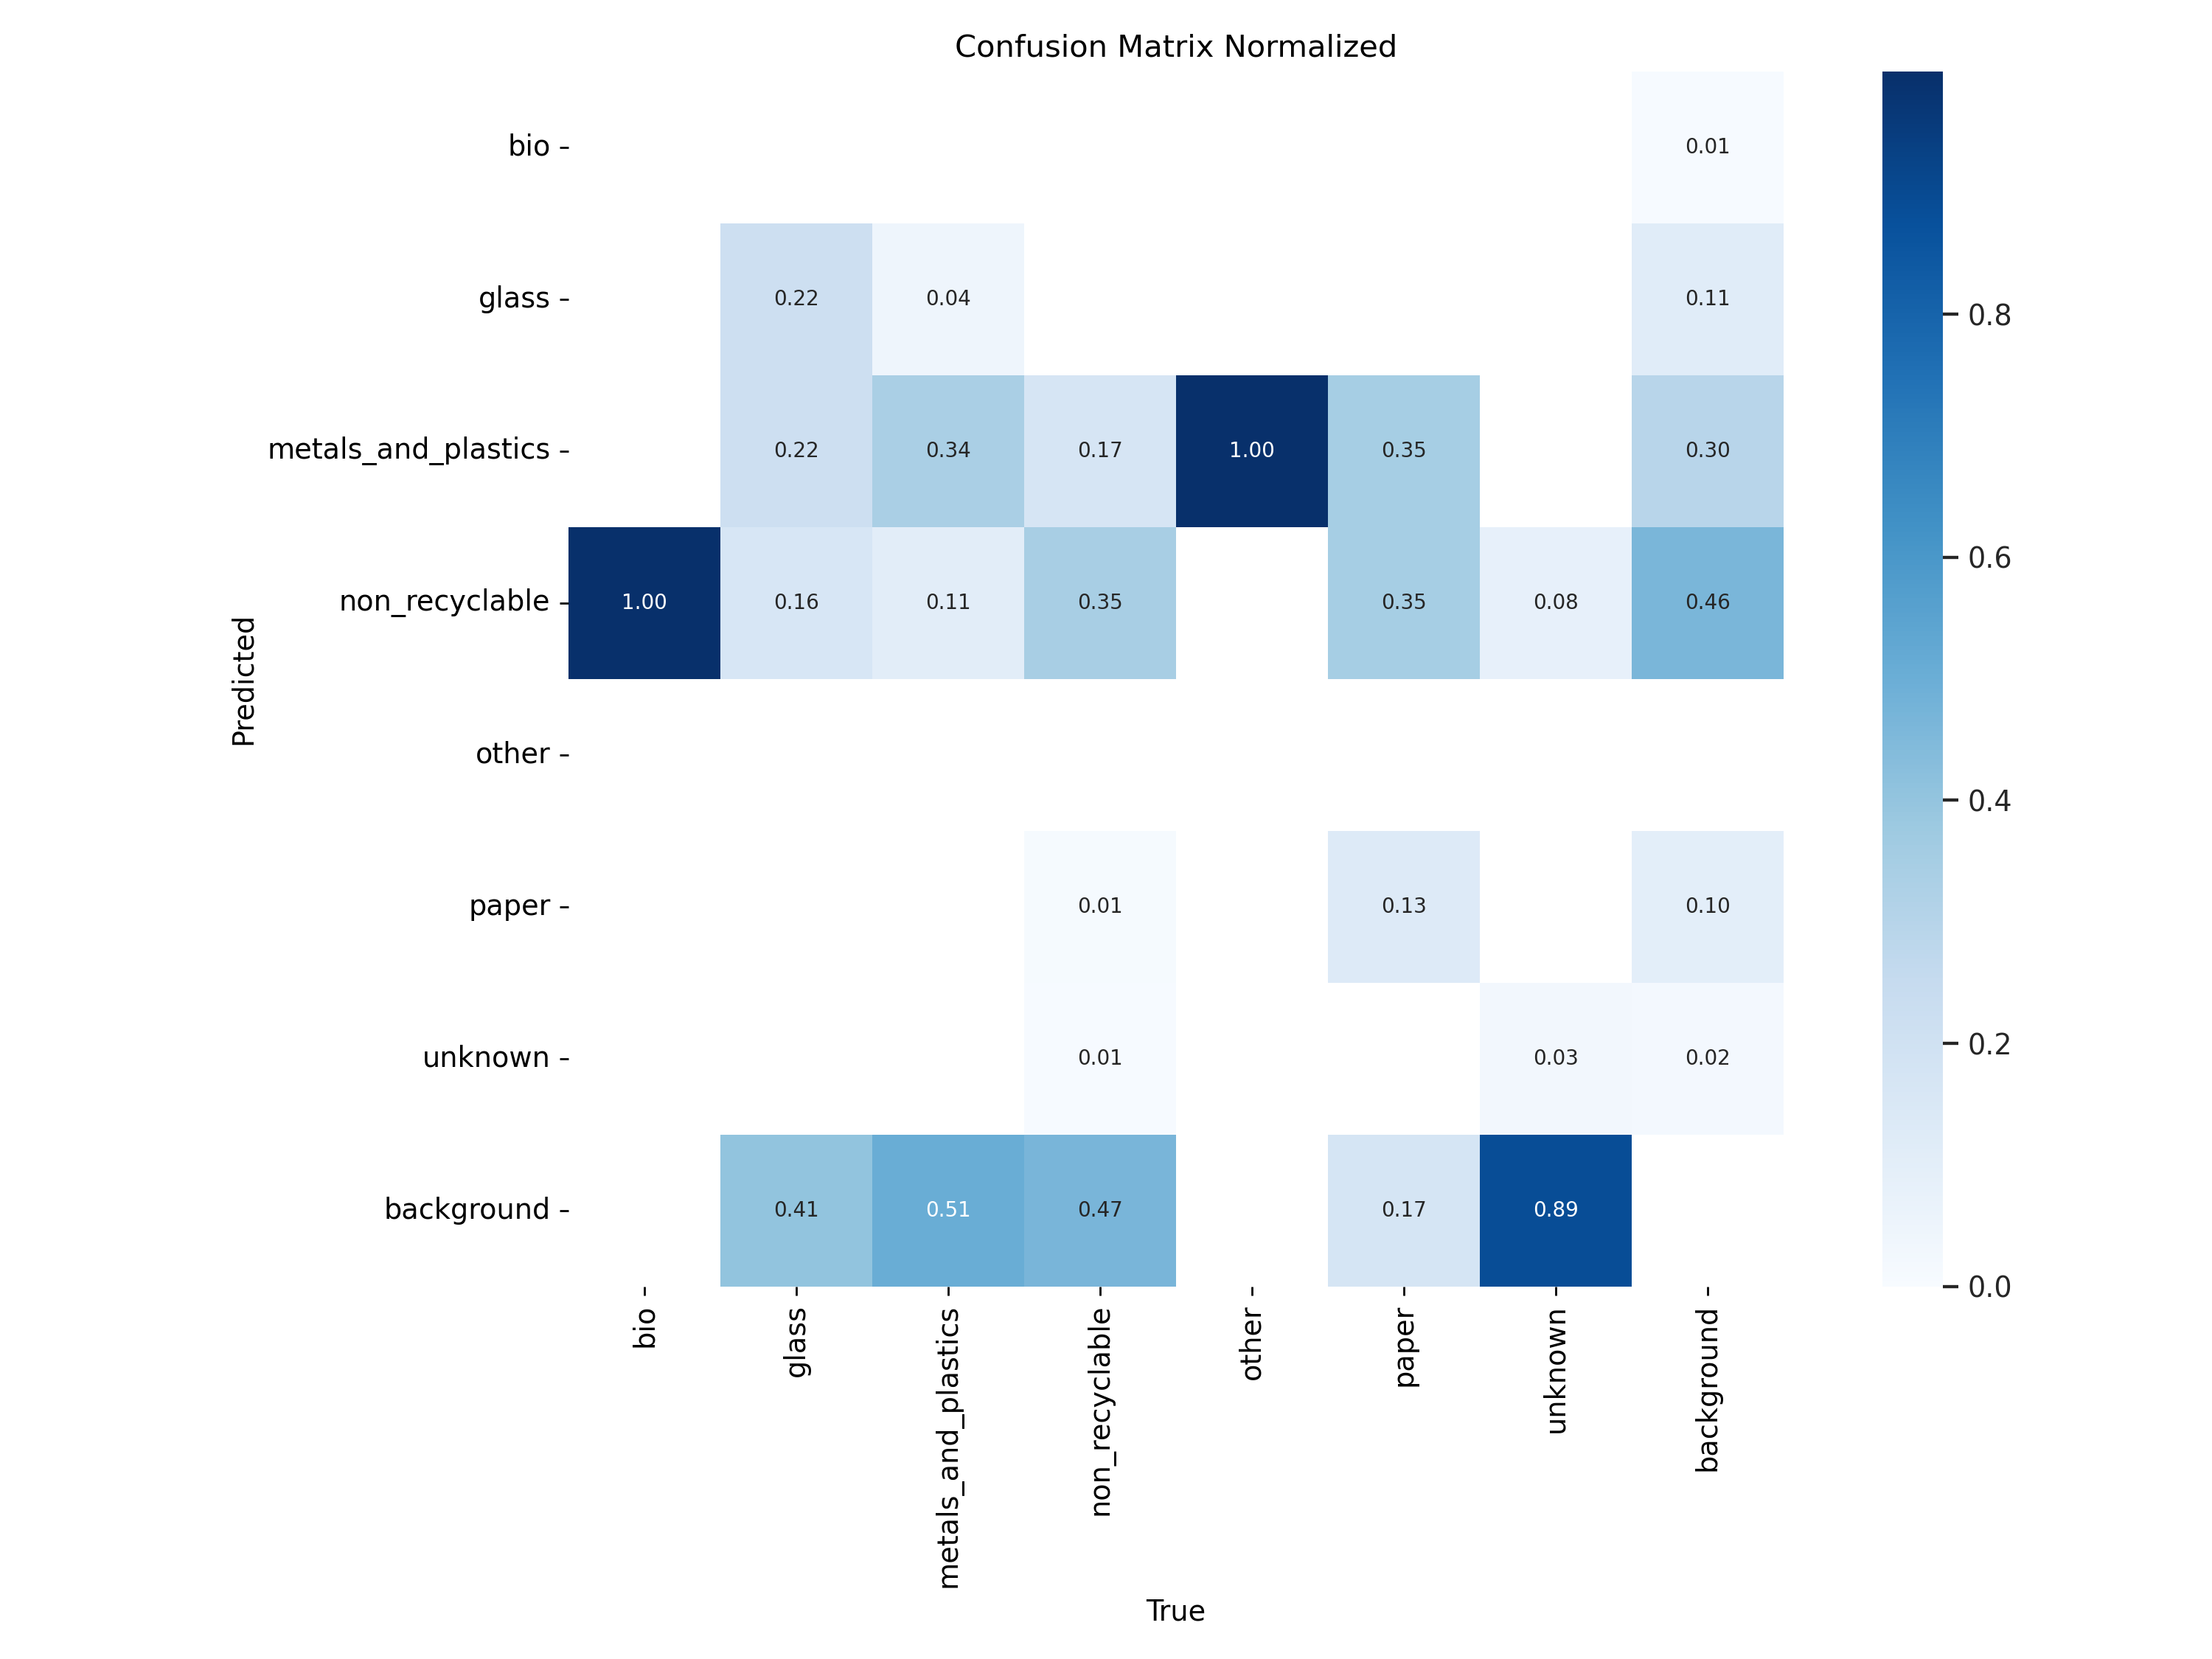 Confusion Matrix Normalized
bio 0.01
glass 0.22 0.04 0.11
0.8
metals_and_plastics 0.22 0.34 0.17 1.00 0.35 0.30
0.6
non_recyclable 1.00 0.16 0.11 0.35 0.35 0.08 0.46
Predicted
other
0.4
paper 0.01 0.13 0.10
unknown 0.01 0.03 0.02
0.2
background 0.41 0.51 0.47 0.17 0.89
0.0
bio
glass
metals_and_plastics
non_recyclable
other
paper
unknown
background
True